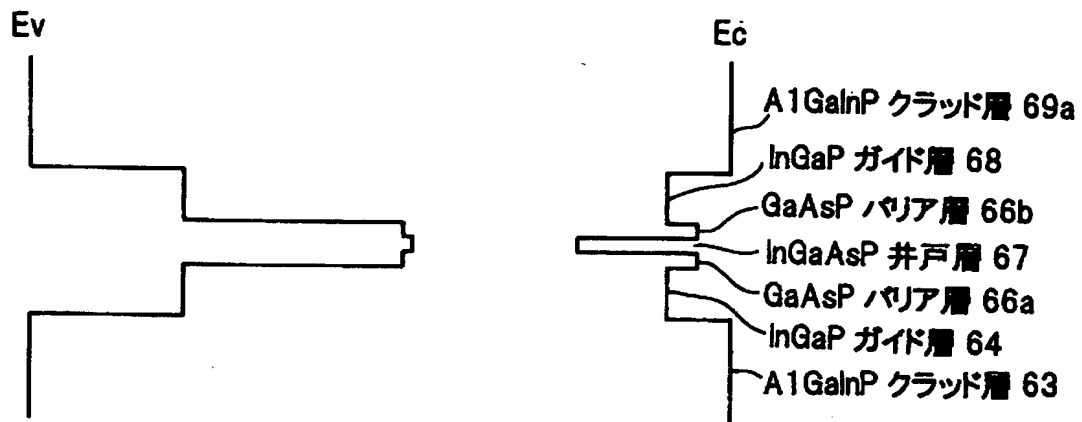 Ev
Ec
A1GaInP クラッド層 69a
InGaP ガイド層 68
GaAsP バリア層 66b
InGaAsP 井戸層 67
GaAsP バリア層 66a
InGaP ガイド層 64
A1GaInP クラッド層 63